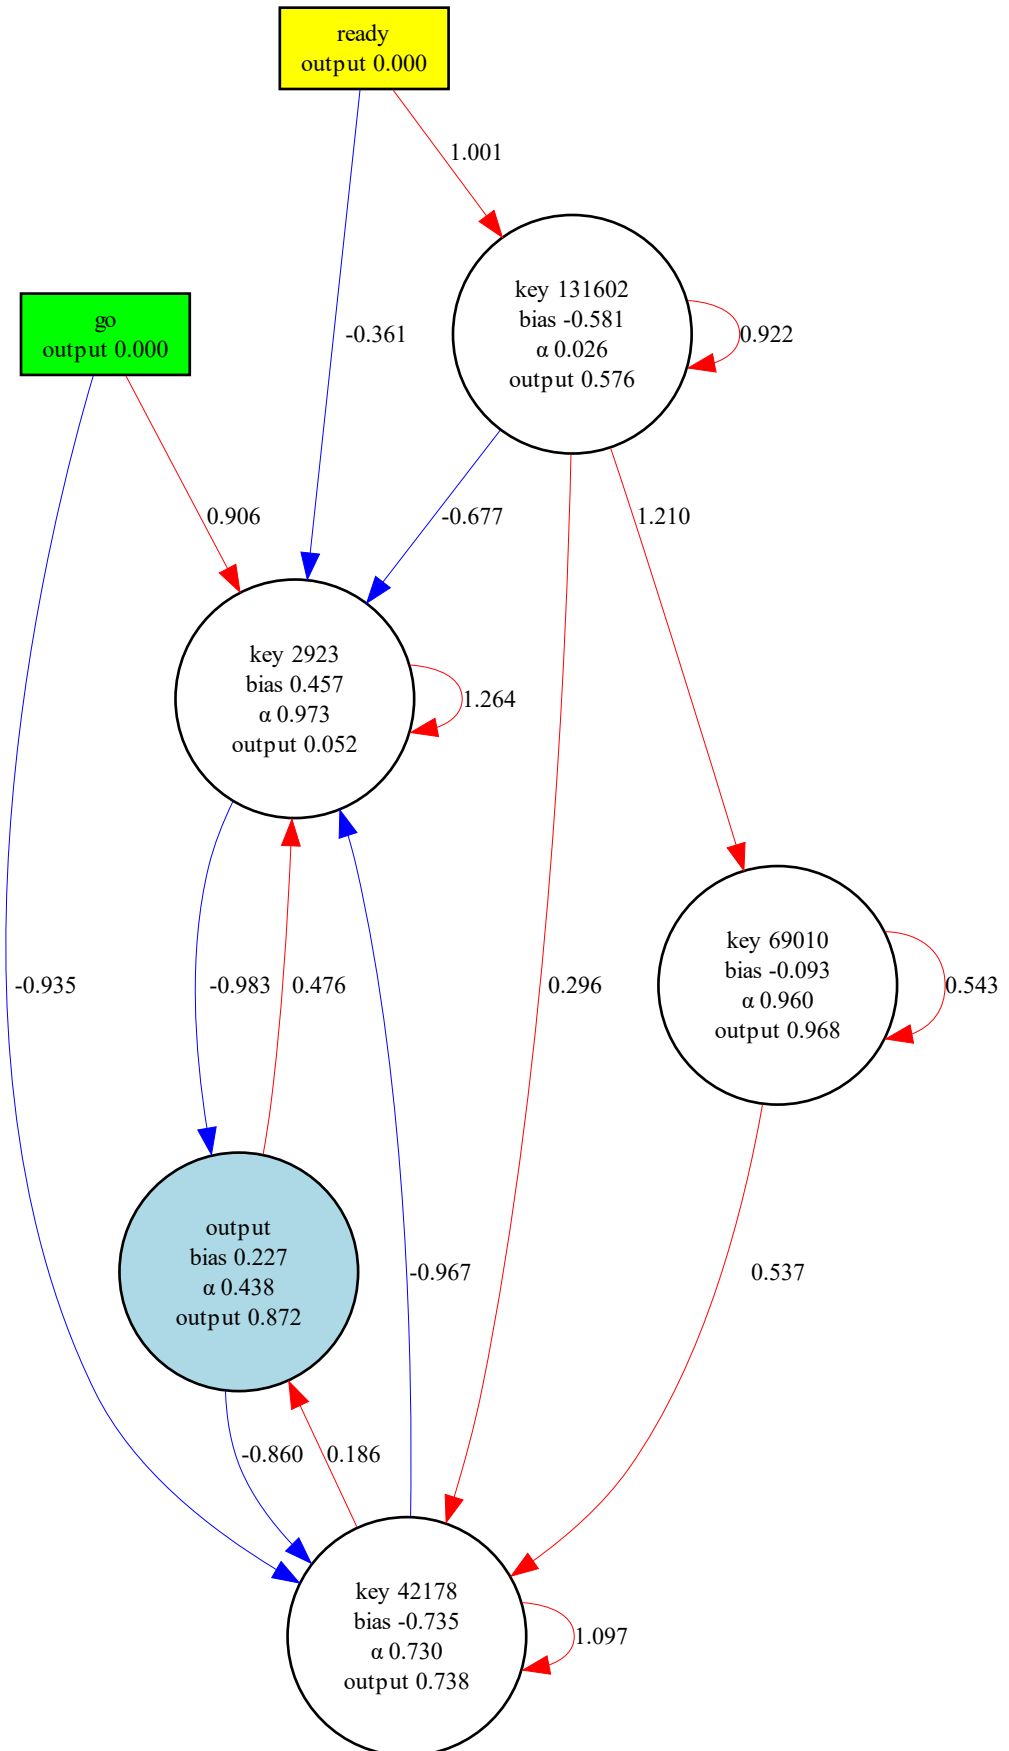 ready
output 0.000
1.001
key 131602
bias -0.581
α 0.026
output 0.576
0.922
go
output 0.000
-0.361
0.906
-0.677
1.210
key 2923
bias 0.457
α 0.973
output 0.052
1.264
key 69010
bias -0.093
α 0.960
output 0.968
0.543
-0.935
-0.983
0.476
0.296
output
bias 0.227
α 0.438
output 0.872
-0.967
0.537
-0.860
0.186
key 42178
bias -0.735
α 0.730
output 0.738
1.097